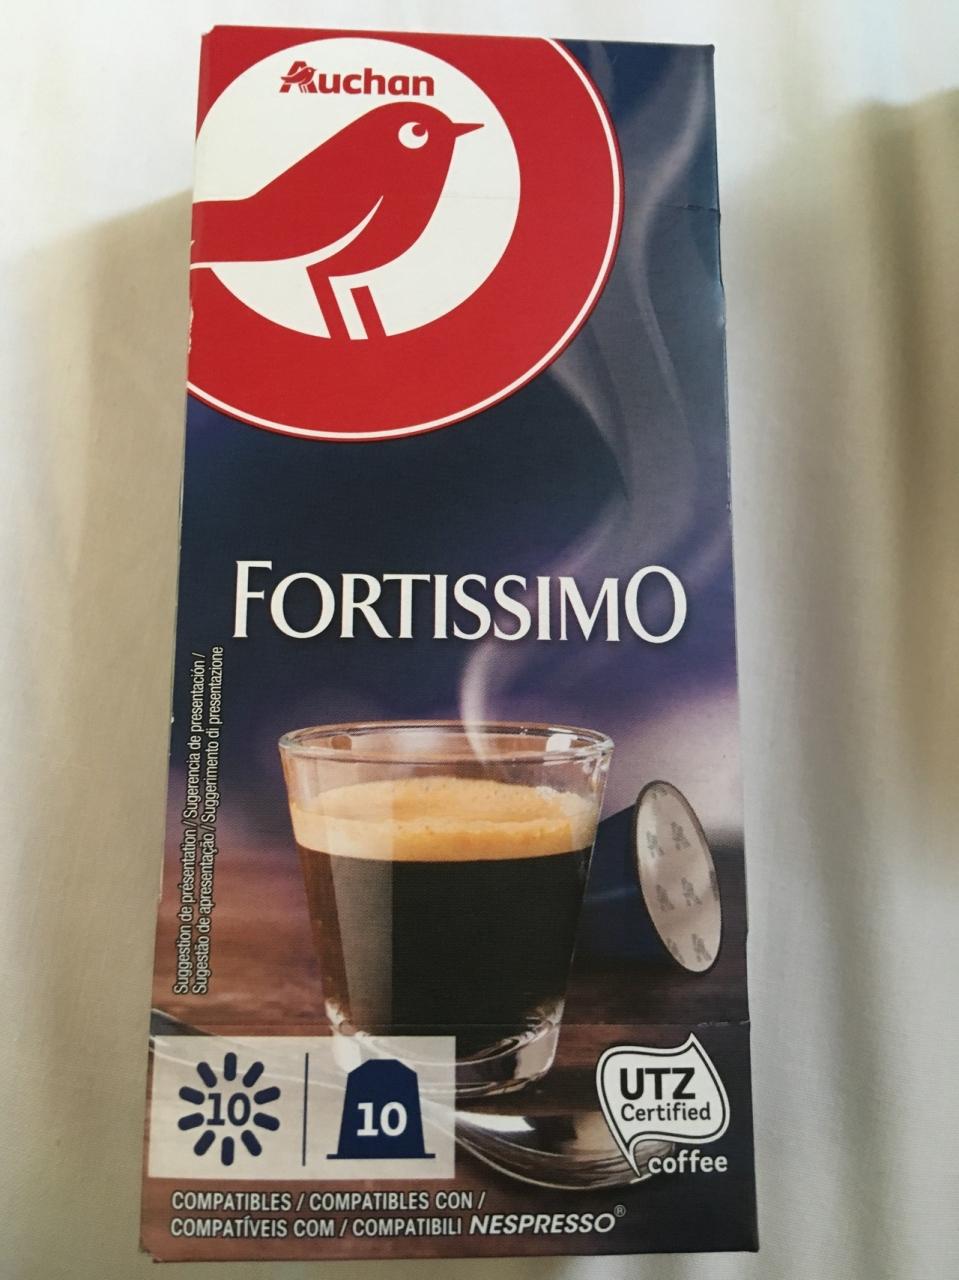 Auchan
FORTISSIMO
Suggestion de présentation / Sugerencia de presentación /
Sugestão de apresentação / Suggerimento di presentazione
10
10
UTZ
Certified
coffee
COMPATIBLES / COMPATIBLES CON /
COMPATÍVEIS COM / COMPATIBILI NESPRESSO®